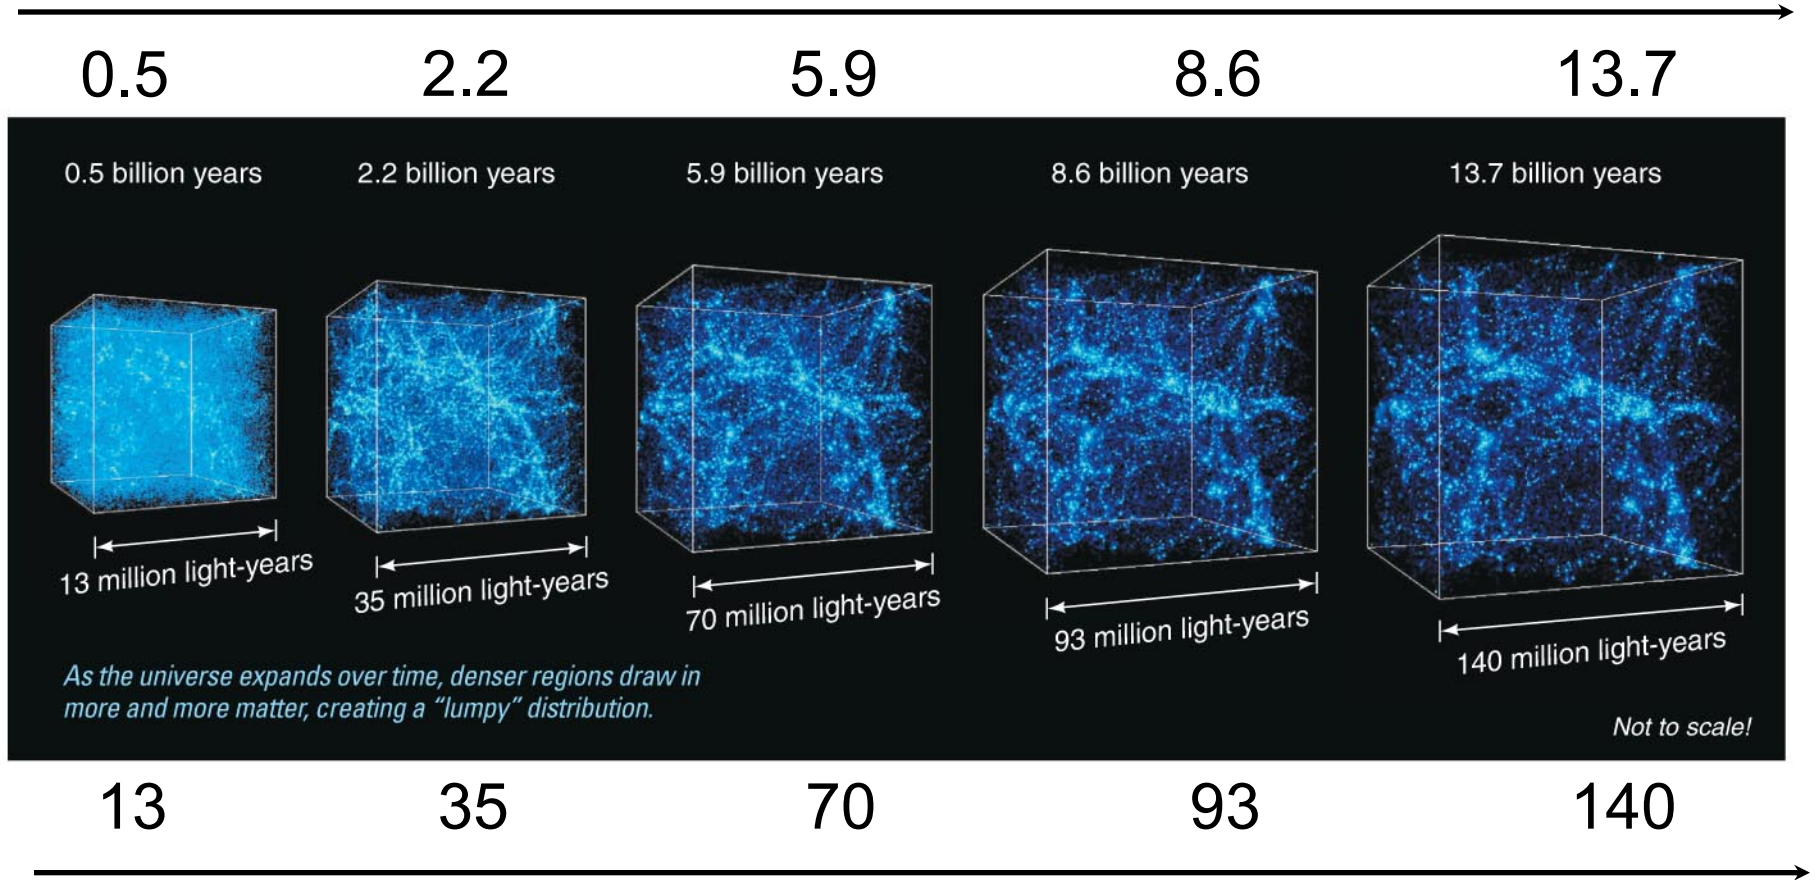 0.5 2.2 5.9 8.6 13.7
0.5 billion years 2.2 billion years 5.9 billion years 8.6 billion years 13.7 billion years
13 million light-years 35 million light-years 70 million light-years 93 million light-years 140 million light-years
As the universe expands over time, denser regions draw in
more and more matter, creating a “lumpy” distribution.
Not to scale!
13 35 70 93 140